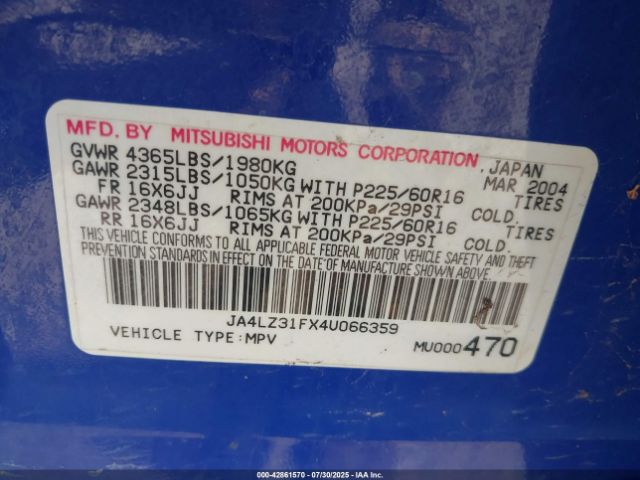 MFD. BY MITSUBISHI MOTORS CORPORATION, JAPAN
GVWR 4365LBS/1980KG MAR 2004
GAWR 2315LBS/1050KG WITH P225/60R16 TIRES
FR 16X6JJ RIMS AT 200KPa/29PSI COLD.
GAWR 2348LBS/1065KG WITH P225/60R16 TIRES
RR 16X6JJ RIMS AT 200KPa/29PSI COLD.
THIS VEHICLE CONFORMS TO ALL APPLICABLE FEDERAL MOTOR VEHICLE SAFETY AND THEFT
PREVENTION STANDARDS IN EFFECT ON THE DATE OF MANUFACTURE SHOWN ABOVE.
JA4LZ31FX4U066359
VEHICLE TYPE:MPV MU000470
IAA 42861570 | 07/30/2025 | © IAA, LLC